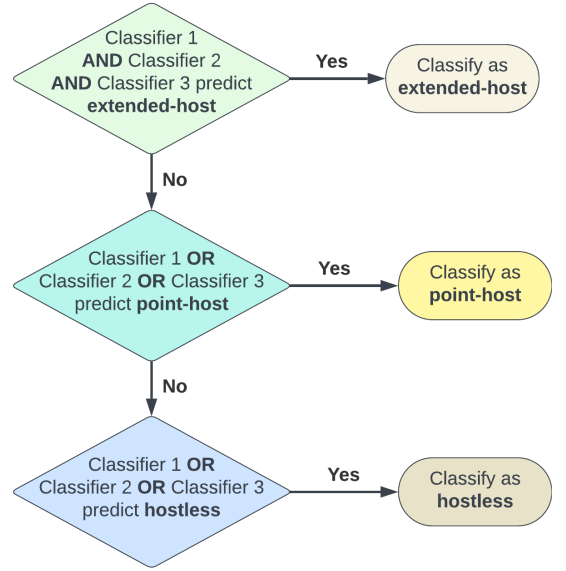 Classifier 1
AND Classifier 2
AND Classifier 3 predict
extended-host
Yes
Classify as
extended-host
No
Classifier 1 OR
Classifier 2 OR Classifier 3
predict point-host
Yes
Classify as
point-host
No
Classifier 1 OR
Classifier 2 OR Classifier 3
predict hostless
Yes
Classify as
hostless